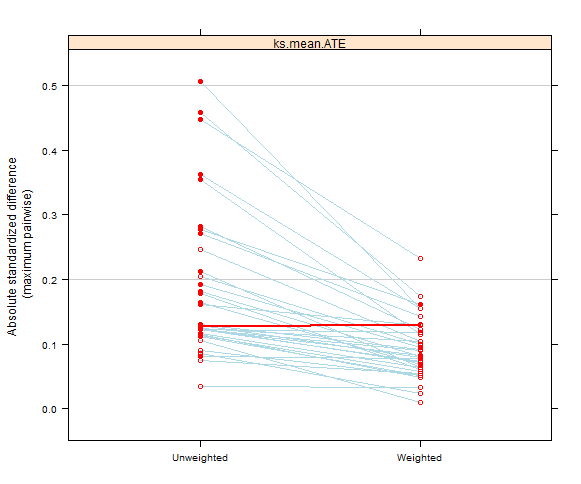 ks.mean.ATE
Absolute standardized difference
(maximum pairwise)
0.5
0.4
0.3
0.2
0.1
0.0
Unweighted
Weighted